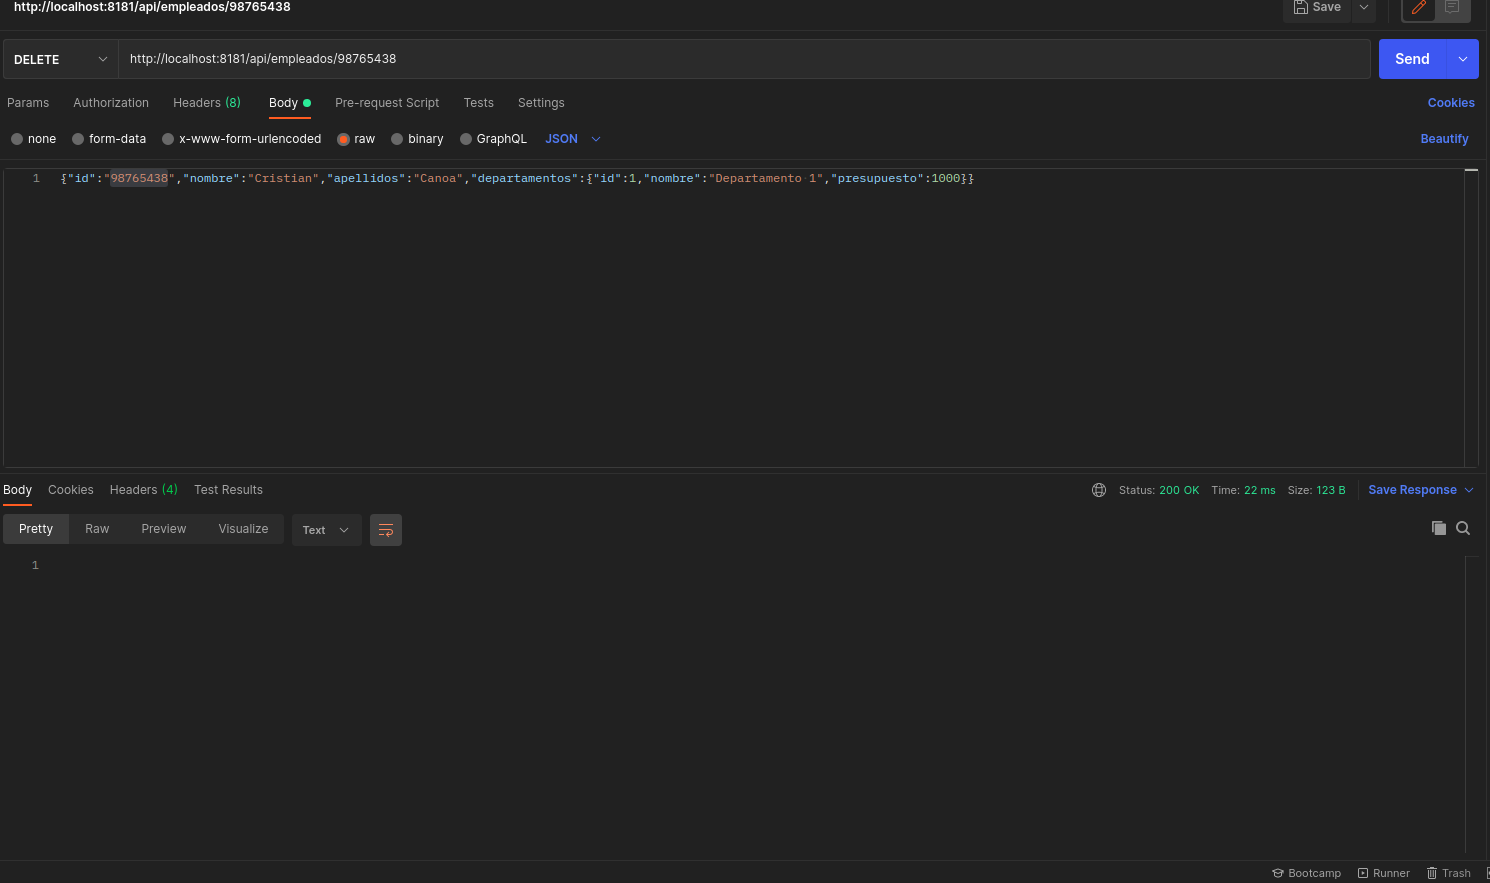 http://localhost:8181/api/empleados/98765438 Save
DELETE http://localhost:8181/api/empleados/98765438 Send
Params Authorization Headers (8) Body Pre-request Script Tests Settings Cookies
none form-data x-www-form-urlencoded raw binary GraphQL JSON Beautify
1 {"id":"98765438","nombre":"Cristian","apellidos":"Canoa","departamentos":{"id":1,"nombre":"Departamento 1","presupuesto":1000}}
Body Cookies Headers (4) Test Results Status: 200 OK Time: 22 ms Size: 123 B Save Response
Pretty Raw Preview Visualize Text
1
Bootcamp Runner Trash